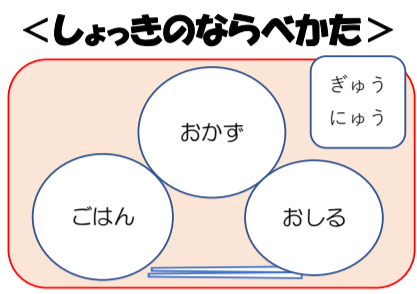 ＜しょっきのならべかた＞
ぎゅう
にゅう
おかず
ごはん
おしる